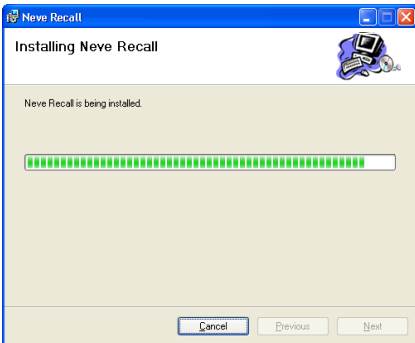 Neve Recall
Installing Neve Recall
Neve Recall is being installed.
Cancel Previous Next